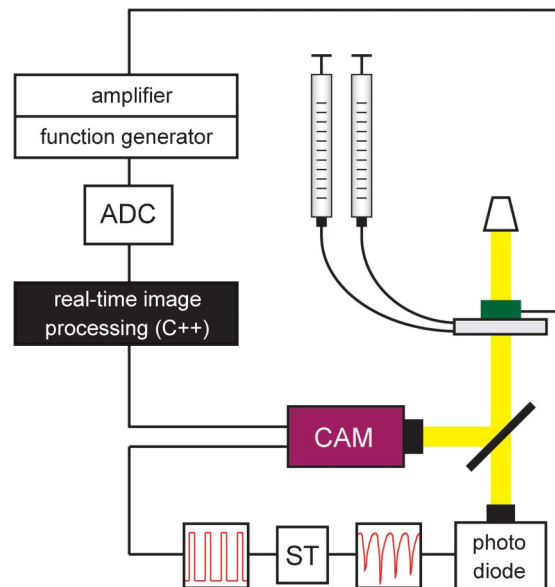 amplifier
function generator
ADC
real-time image
processing (C++)
CAM
ST
photo
diode